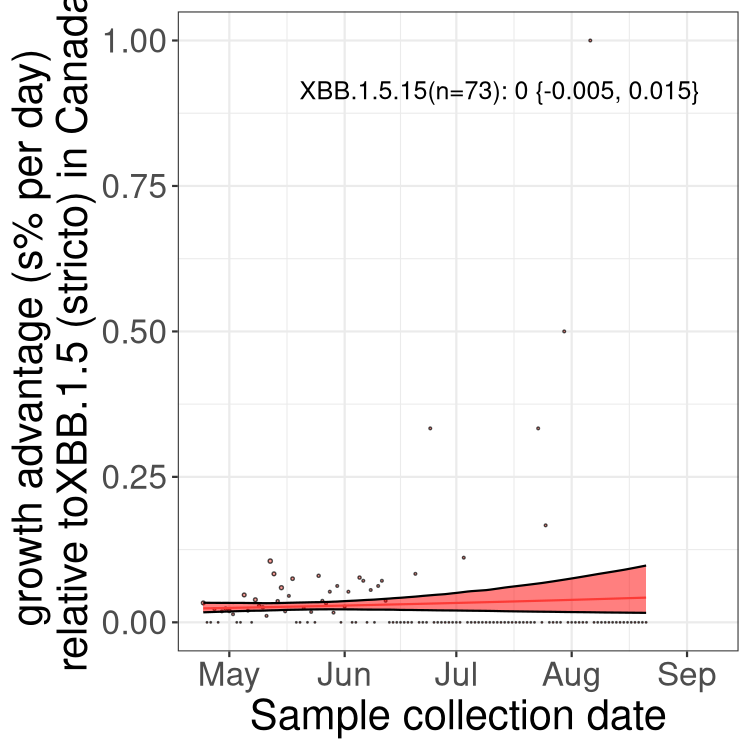 growth advantage (s% per day)
relative toXBB.1.5 (stricto) in Canada
1.00
XBB.1.5.15(n=73): 0 {-0.005, 0.015}
0.75
0.50
0.25
0.00
May Jun Jul Aug Sep
Sample collection date